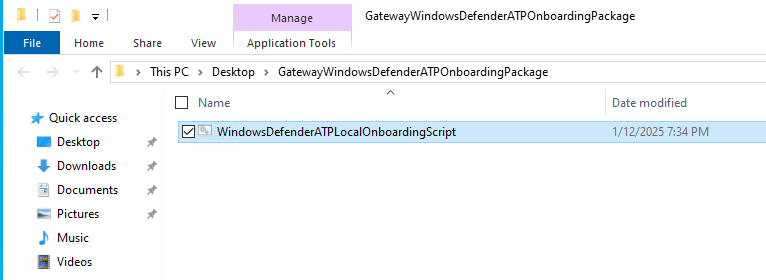 Manage
GatewayWindowsDefenderATPOnboardingPackage
File
Home
Share
View
Application Tools
This PC > Desktop > GatewayWindowsDefenderATPOnboardingPackage
Name
Date modified
Quick access
WindowsDefenderATPLocalOnboardingScript
1/12/2025 7:34 PM
Desktop
Downloads
Documents
Pictures
Music
Videos